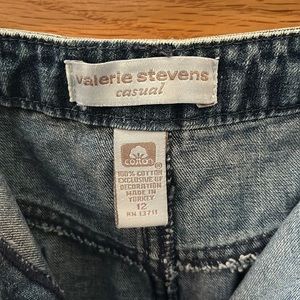 valerie stevens
casual
cotton
100% COTTON
EXCLUSIVE OF
DECORATION
MADE IN
TURKEY
12
RN 13711